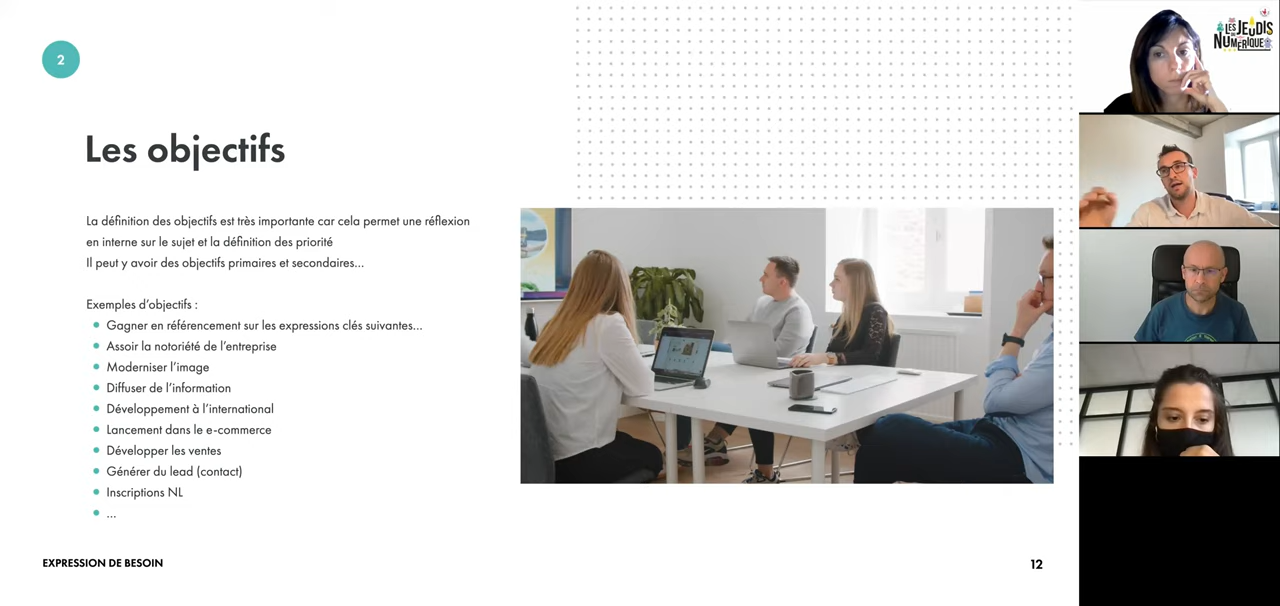 2
Les objectifs
La définition des objectifs est très importante car cela permet une réflexion
en interne sur le sujet et la définition des priorité
Il peut y avoir des objectifs primaires et secondaires...
Exemples d'objectifs :
Gagner en référencement sur les expressions clés suivantes...
Assoir la notoriété de l'entreprise
Moderniser l'image
Diffuser de l'information
Développement à l'international
Lancement dans le e-commerce
Développer les ventes
Générer du lead (contact)
Inscriptions NL
...
EXPRESSION DE BESOIN
12
LES JEUDIS
NUMERIQUES